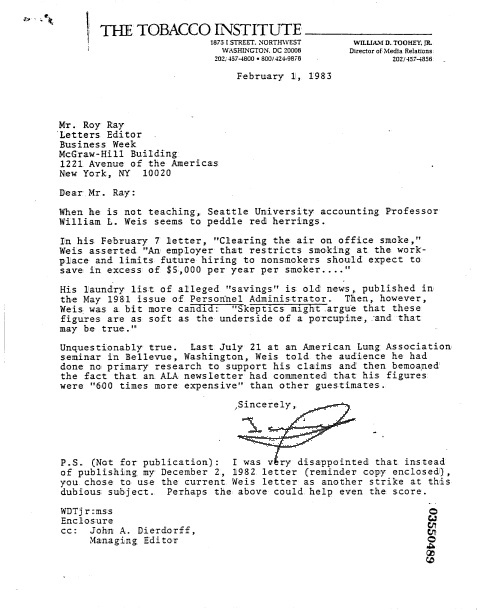 THE TOBACCO INSTITUTE
1875 I STREET, NORTHWEST
WASHINGTON, DC 20006
202/457-4800 • 800/424-9876
WILLIAM D. TOOHEY, JR.
Director of Media Relations
202/457-4856
February 1, 1983
Mr. Roy Ray
Letters Editor
Business Week
McGraw-Hill Building
1221 Avenue of the Americas
New York, NY 10020
Dear Mr. Ray:
When he is not teaching, Seattle University accounting Professor
William L. Weis seems to peddle red herrings.
In his February 7 letter, "Clearing the air on office smoke,"
Weis asserted "An employer that restricts smoking at the work-
place and limits future hiring to nonsmokers should expect to
save in excess of $5,000 per year per smoker...."
His laundry list of alleged "savings" is old news, published in
the May 1981 issue of Personnel Administrator. Then, however,
Weis was a bit more candid: "Skeptics might argue that these
figures are as soft as the underside of a porcupine, and that
may be true."
Unquestionably true. Last July 21 at an American Lung Association
seminar in Bellevue, Washington, Weis told the audience he had
done no primary research to support his claims and then bemoaned
the fact that an ALA newsletter had commented that his figures
were "600 times more expensive" than other guestimates.
Sincerely,
P.S. (Not for publication): I was very disappointed that instead
of publishing my December 2, 1982 letter (reminder copy enclosed),
you chose to use the current Weis letter as another strike at this
dubious subject. Perhaps the above could help even the score.
WDTjr:mss
Enclosure
cc: John A. Dierdorff,
Managing Editor
03550489